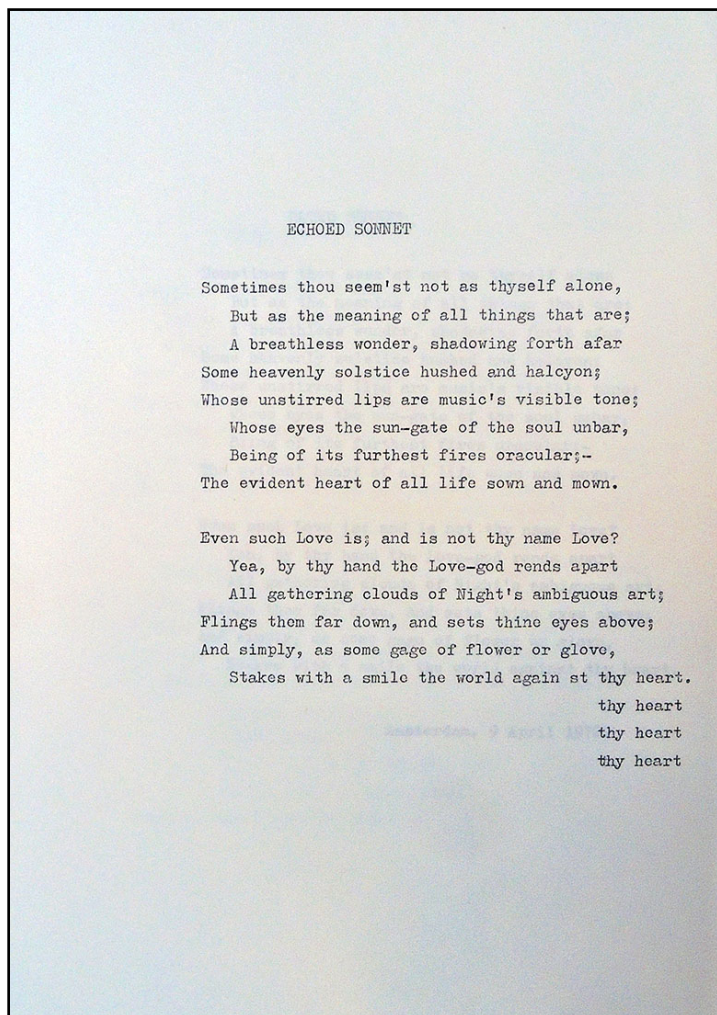 ECHOED SONNET
Sometimes thou seem'st not as thyself alone,
But as the meaning of all things that are;
A breathless wonder, shadowing forth afar
Some heavenly solstice hushed and halcyon;
Whose unstirred lips are music's visible tone;
Whose eyes the sun-gate of the soul unbar,
Being of its furthest fires oracular;-
The evident heart of all life sown and mown.
Even such Love is; and is not thy name Love?
Yea, by thy hand the Love-god rends apart
All gathering clouds of Night's ambiguous art;
Flings them far down, and sets thine eyes above;
And simply, as some gage of flower or glove,
Stakes with a smile the world again st thy heart.
thy heart
thy heart
thy heart
Amsterdam, 9 April